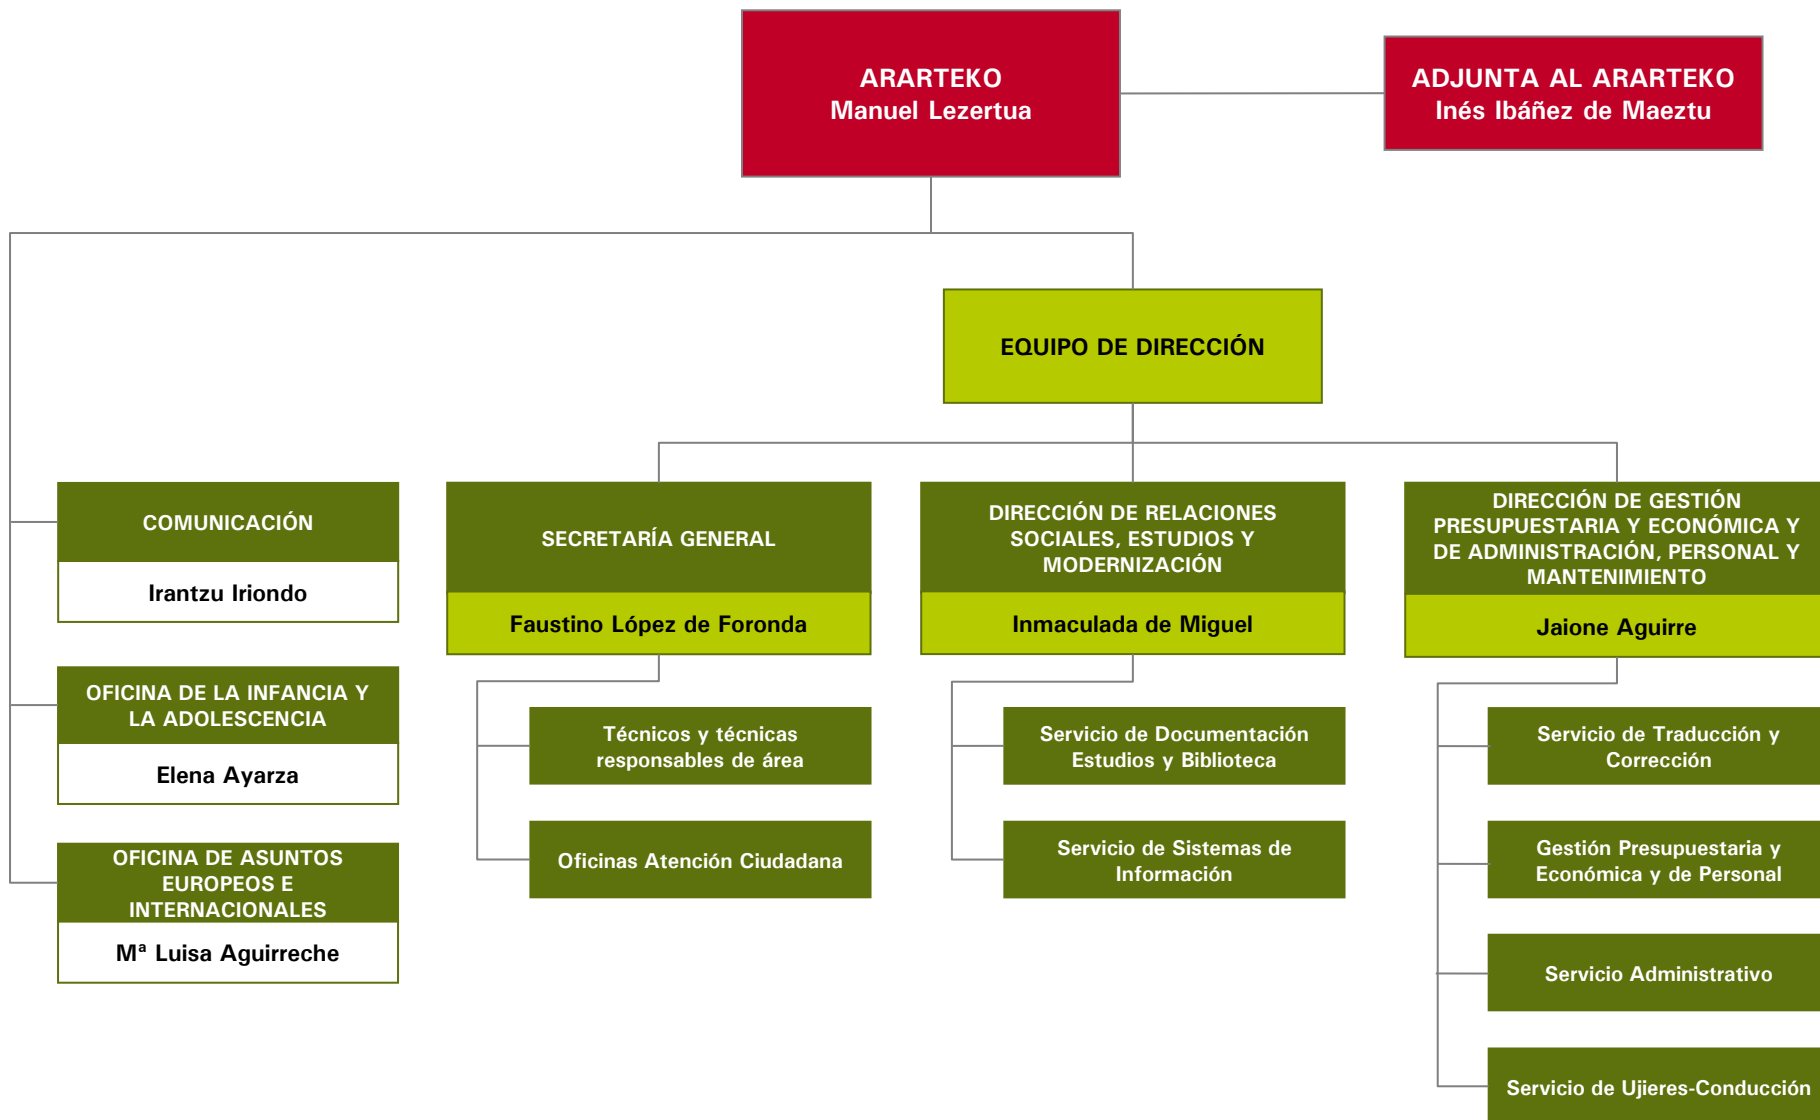 ARARTEKO
Manuel Lezertua
ADJUNTA AL ARARTEKO
Inés Ibáñez de Maeztu
EQUIPO DE DIRECCIÓN
COMUNICACIÓN
Irantzu Iriondo
OFICINA DE LA INFANCIA Y
LA ADOLESCENCIA
Elena Ayarza
OFICINA DE ASUNTOS
EUROPEOS E
INTERNACIONALES
Mª Luisa Aguirreche
SECRETARÍA GENERAL
Faustino López de Foronda
Técnicos y técnicas
responsables de área
Oficinas Atención Ciudadana
DIRECCIÓN DE RELACIONES
SOCIALES, ESTUDIOS Y
MODERNIZACIÓN
Inmaculada de Miguel
Servicio de Documentación
Estudios y Biblioteca
Servicio de Sistemas de
Información
DIRECCIÓN DE GESTIÓN
PRESUPUESTARIA Y ECONÓMICA Y
DE ADMINISTRACIÓN, PERSONAL Y
MANTENIMIENTO
Jaione Aguirre
Servicio de Traducción y
Corrección
Gestión Presupuestaria y
Económica y de Personal
Servicio Administrativo
Servicio de Ujieres-Conducción